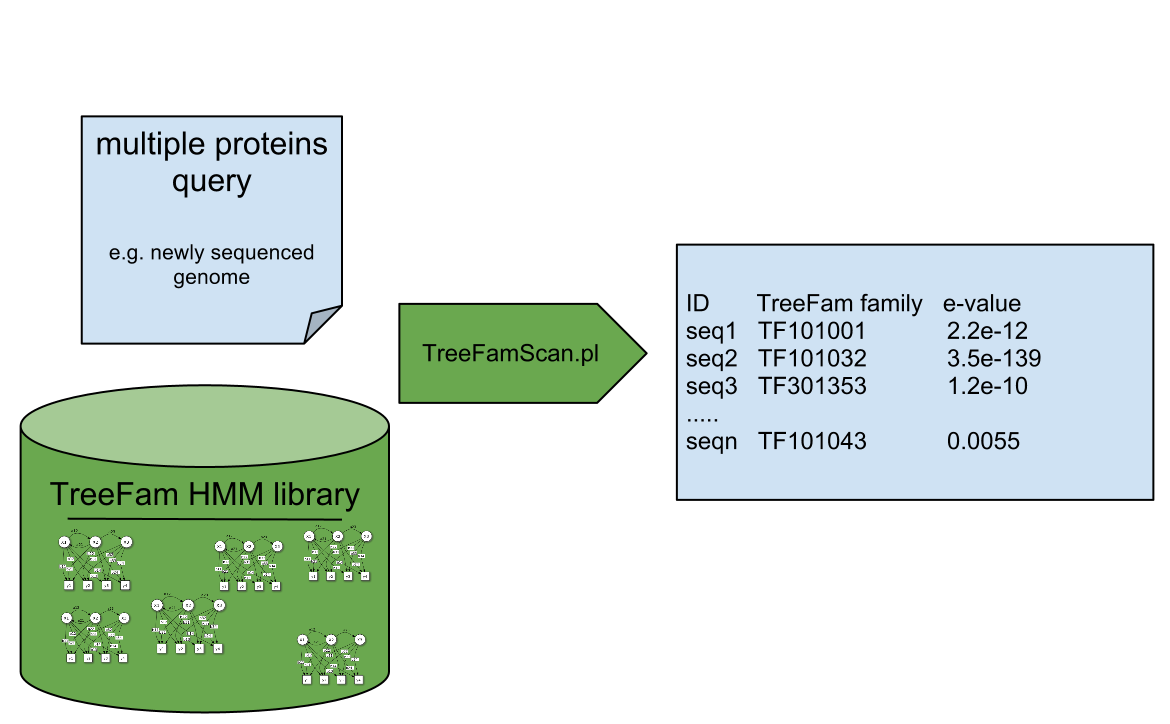 multiple proteins
query
e.g. newly sequenced
genome
TreeFam HMM library
TreeFamScan.pl
ID TreeFam family e-value
seq1 TF101001 2.2e-12
seq2 TF101032 3.5e-139
seq3 TF301353 1.2e-10
.....
seqn TF101043 0.0055